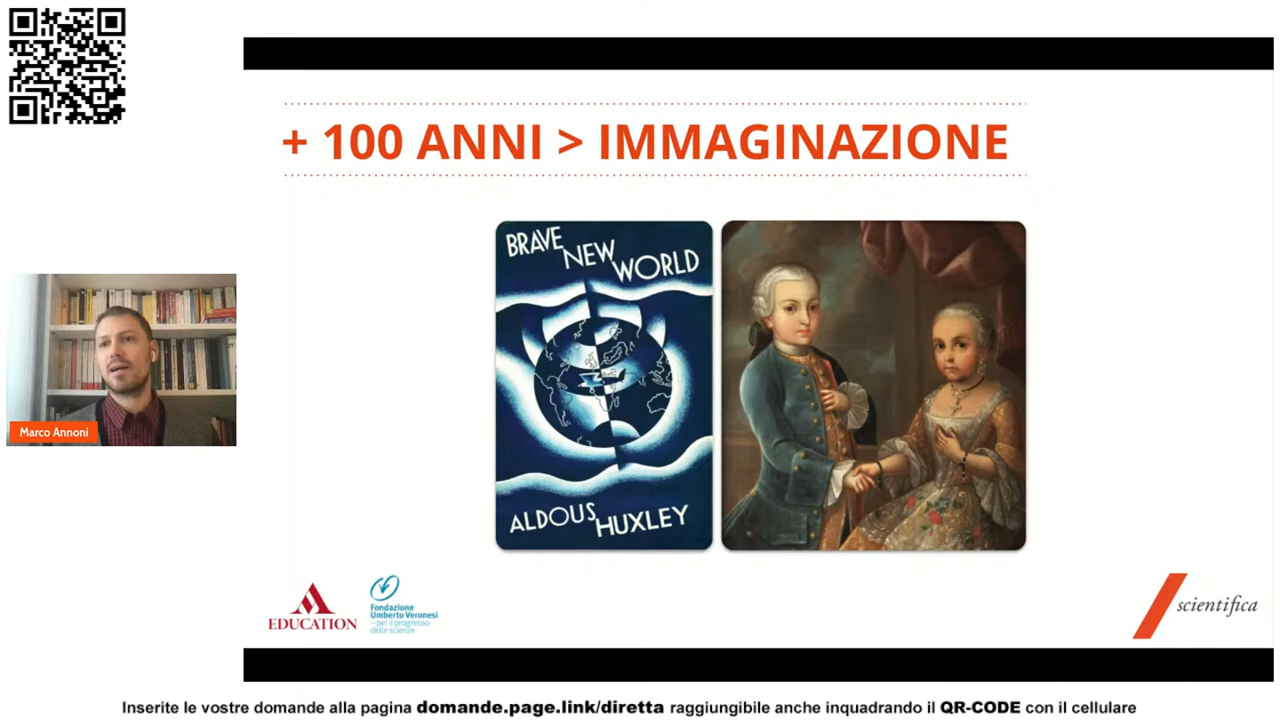 + 100 ANNI > IMMAGINAZIONE
BRAVE
NEW
WORLD
ALDOUS
HUXLEY
Marco Annoni
EDUCATION
Fondazione
Umberto Veronesi
–per il progresso
delle scienze
scientifica
Inserite le vostre domande alla pagina domande.page.link/diretta raggiungibile anche inquadrando il QR-CODE con il cellulare